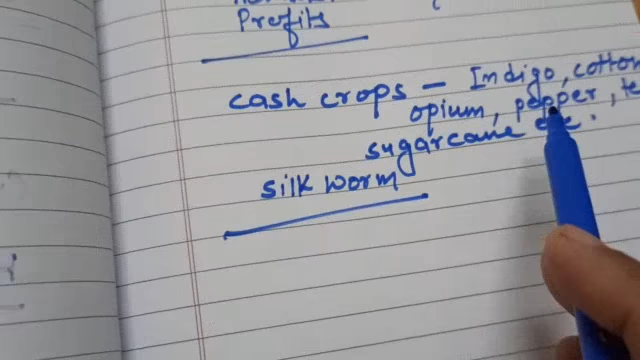 Profits
cash crops – Indigo, cotton
opium, pepper,
sugarcane etc.
silk worm